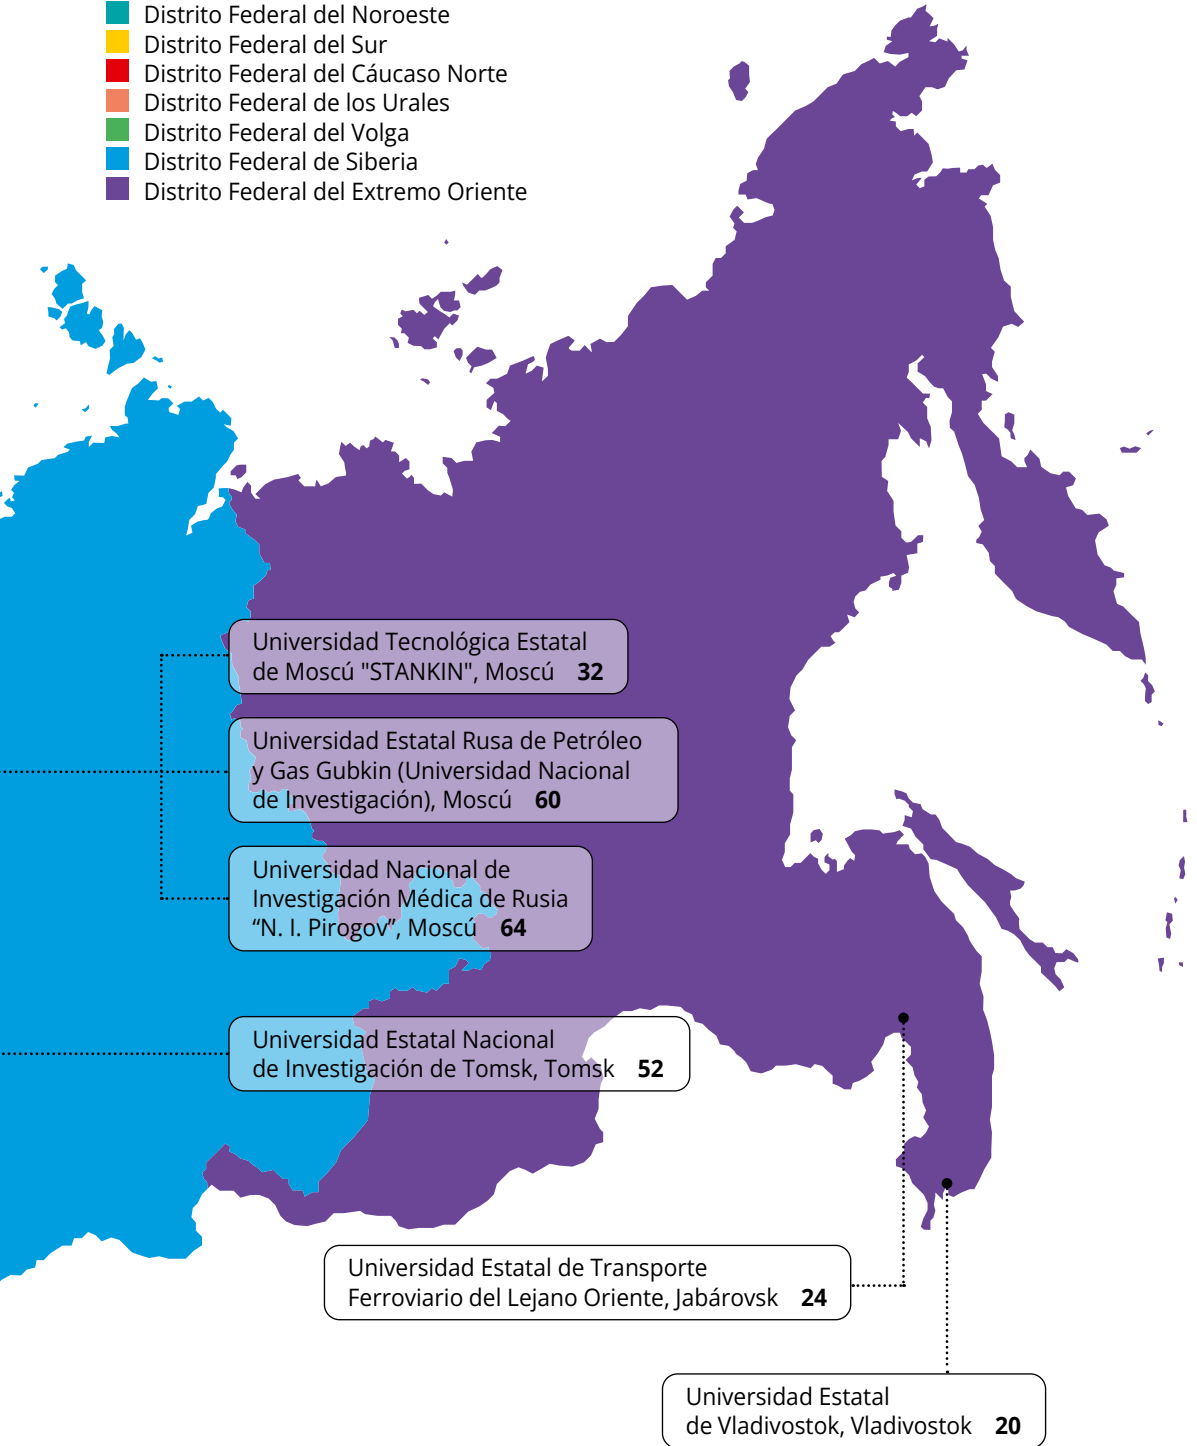 Distrito Federal del Noroeste
Distrito Federal del Sur
Distrito Federal del Cáucaso Norte
Distrito Federal de los Urales
Distrito Federal del Volga
Distrito Federal de Siberia
Distrito Federal del Extremo Oriente
Universidad Tecnológica Estatal
de Moscú "STANKIN", Moscú 32
Universidad Estatal Rusa de Petróleo
y Gas Gubkin (Universidad Nacional
de Investigación), Moscú 60
Universidad Nacional de
Investigación Médica de Rusia
“N. I. Pirogov”, Moscú 64
Universidad Estatal Nacional
de Investigación de Tomsk, Tomsk 52
Universidad Estatal de Transporte
Ferroviario del Lejano Oriente, Jabárovsk 24
Universidad Estatal
de Vladivostok, Vladivostok 20